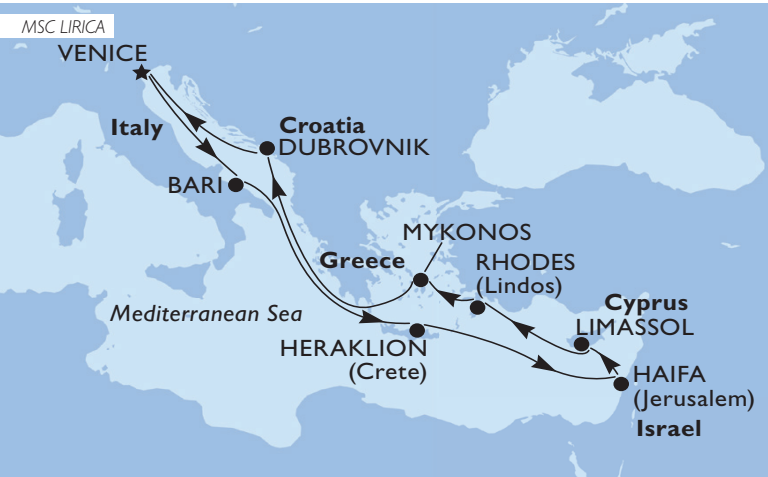 MSC LIRICA
VENICE
Italy
Croatia
DUBROVNIK
BARI
MYKONOS
Greece
RHODES
(Lindos)
Cyprus
LIMASSOL
Mediterranean Sea
HERAKLION
(Crete)
HAIFA
(Jerusalem)
Israel